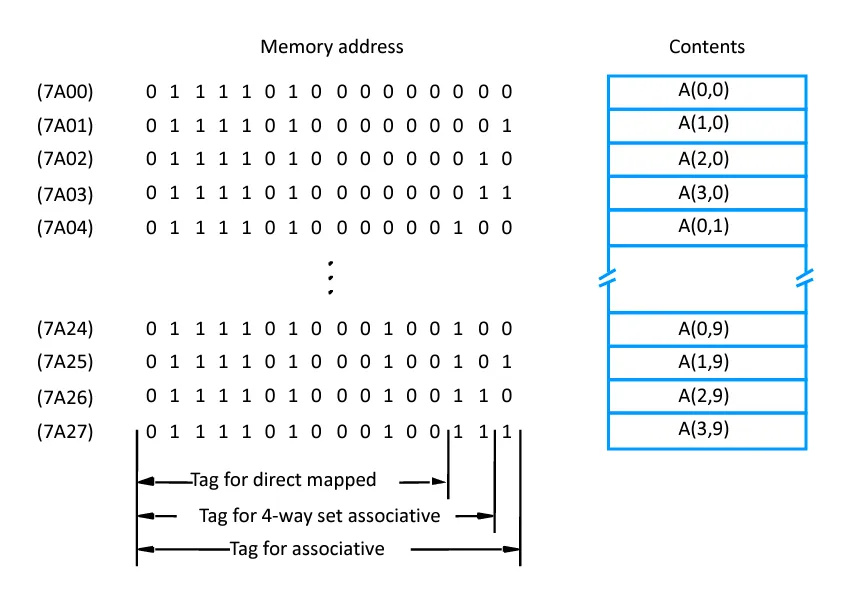 Memory address Contents
(7A00) 0 1 1 1 1 0 1 0 0 0 0 0 0 0 0 0 A(0,0)
(7A01) 0 1 1 1 1 0 1 0 0 0 0 0 0 0 0 1 A(1,0)
(7A02) 0 1 1 1 1 0 1 0 0 0 0 0 0 0 1 0 A(2,0)
(7A03) 0 1 1 1 1 0 1 0 0 0 0 0 0 0 1 1 A(3,0)
(7A04) 0 1 1 1 1 0 1 0 0 0 0 0 0 1 0 0 A(0,1)
(7A24) 0 1 1 1 1 0 1 0 0 0 1 0 0 1 0 0 A(0,9)
(7A25) 0 1 1 1 1 0 1 0 0 0 1 0 0 1 0 1 A(1,9)
(7A26) 0 1 1 1 1 0 1 0 0 0 1 0 0 1 1 0 A(2,9)
(7A27) 0 1 1 1 1 0 1 0 0 0 1 0 0 1 1 1 A(3,9)
Tag for direct mapped
Tag for 4-way set associative
Tag for associative